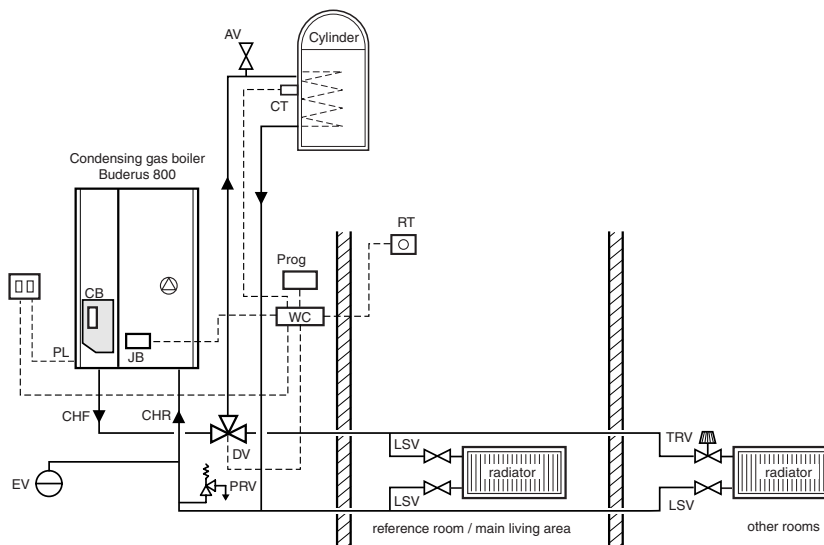 AV
Cylinder
CT
Condensing gas boiler
Buderus 800
RT
Prog
CB
WC
PL
JB
CHF
CHR
DV
LSV
TRV
radiator
radiator
EV
PRV
LSV
LSV
reference room / main living area
other rooms